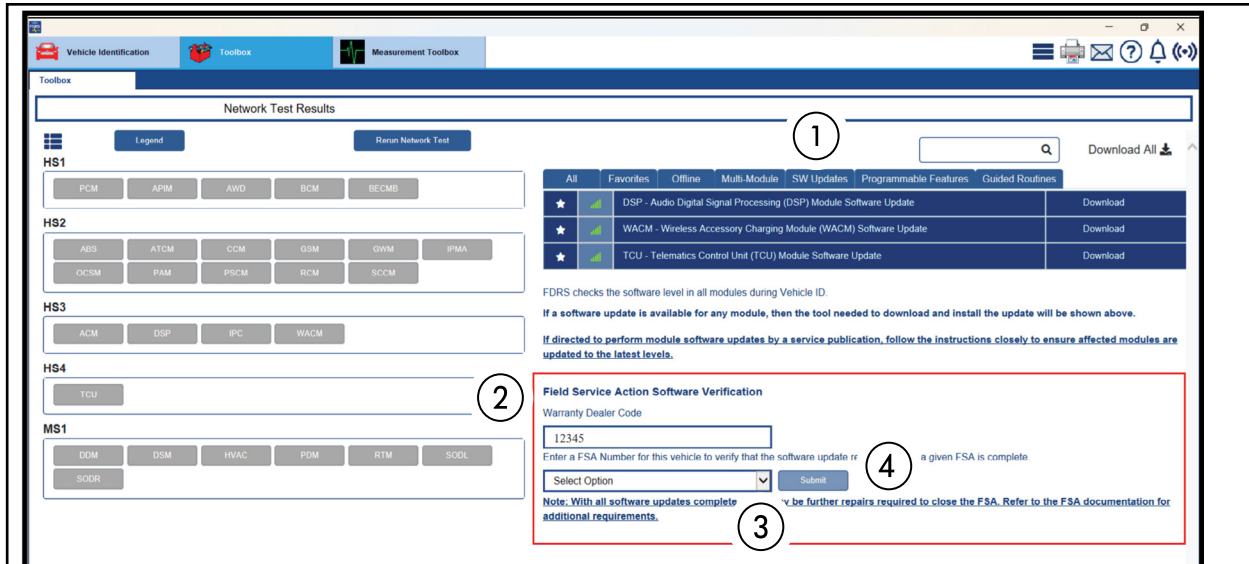 Vehicle Identification
Toolbox
Measurement Toolbox
Toolbox
Network Test Results
Legend
Rerun Network Test
1
Download All
HS1
PCM APIM AWD BCM BECMB
HS2
ABS ATCM CCM GSM GWM IPMA
OCSM PAM PSCM RCM SCCM
HS3
ACM DSP IPC WACM
HS4
TCU
MS1
DDM DSM HVAC PDM RTM SODL
SODR
All Favorites Offline Multi-Module SW Updates Programmable Features Guided Routines
DSP - Audio Digital Signal Processing (DSP) Module Software Update Download
WACM - Wireless Accessory Charging Module (WACM) Software Update Download
TCU - Telematics Control Unit (TCU) Module Software Update Download
FDRS checks the software level in all modules during Vehicle ID.
If a software update is available for any module, then the tool needed to download and install the update will be shown above.
If directed to perform module software updates by a service publication, follow the instructions closely to ensure affected modules are
updated to the latest levels.
2
Field Service Action Software Verification
Warranty Dealer Code
12345
Enter a FSA Number for this vehicle to verify that the software update re a given FSA is complete.
4
Select Option Submit
Note: With all software updates complete be further repairs required to close the FSA. Refer to the FSA documentation for
additional requirements.
3